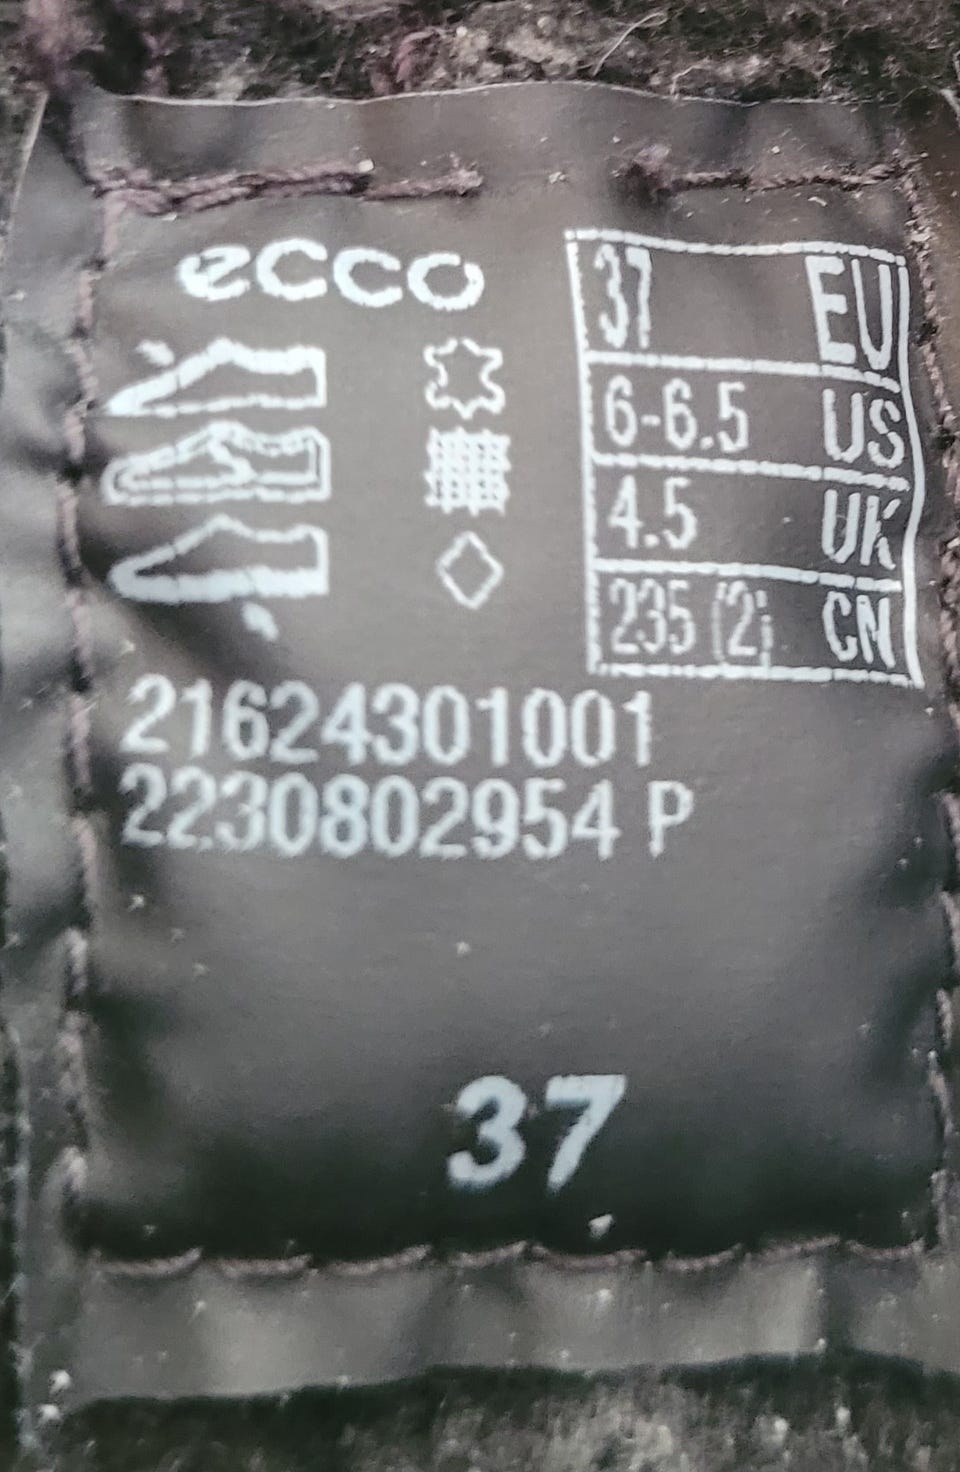 ecco
37 EU
6-6.5 US
4.5 UK
235 (2) CN
21624301001
2230802954 P
37